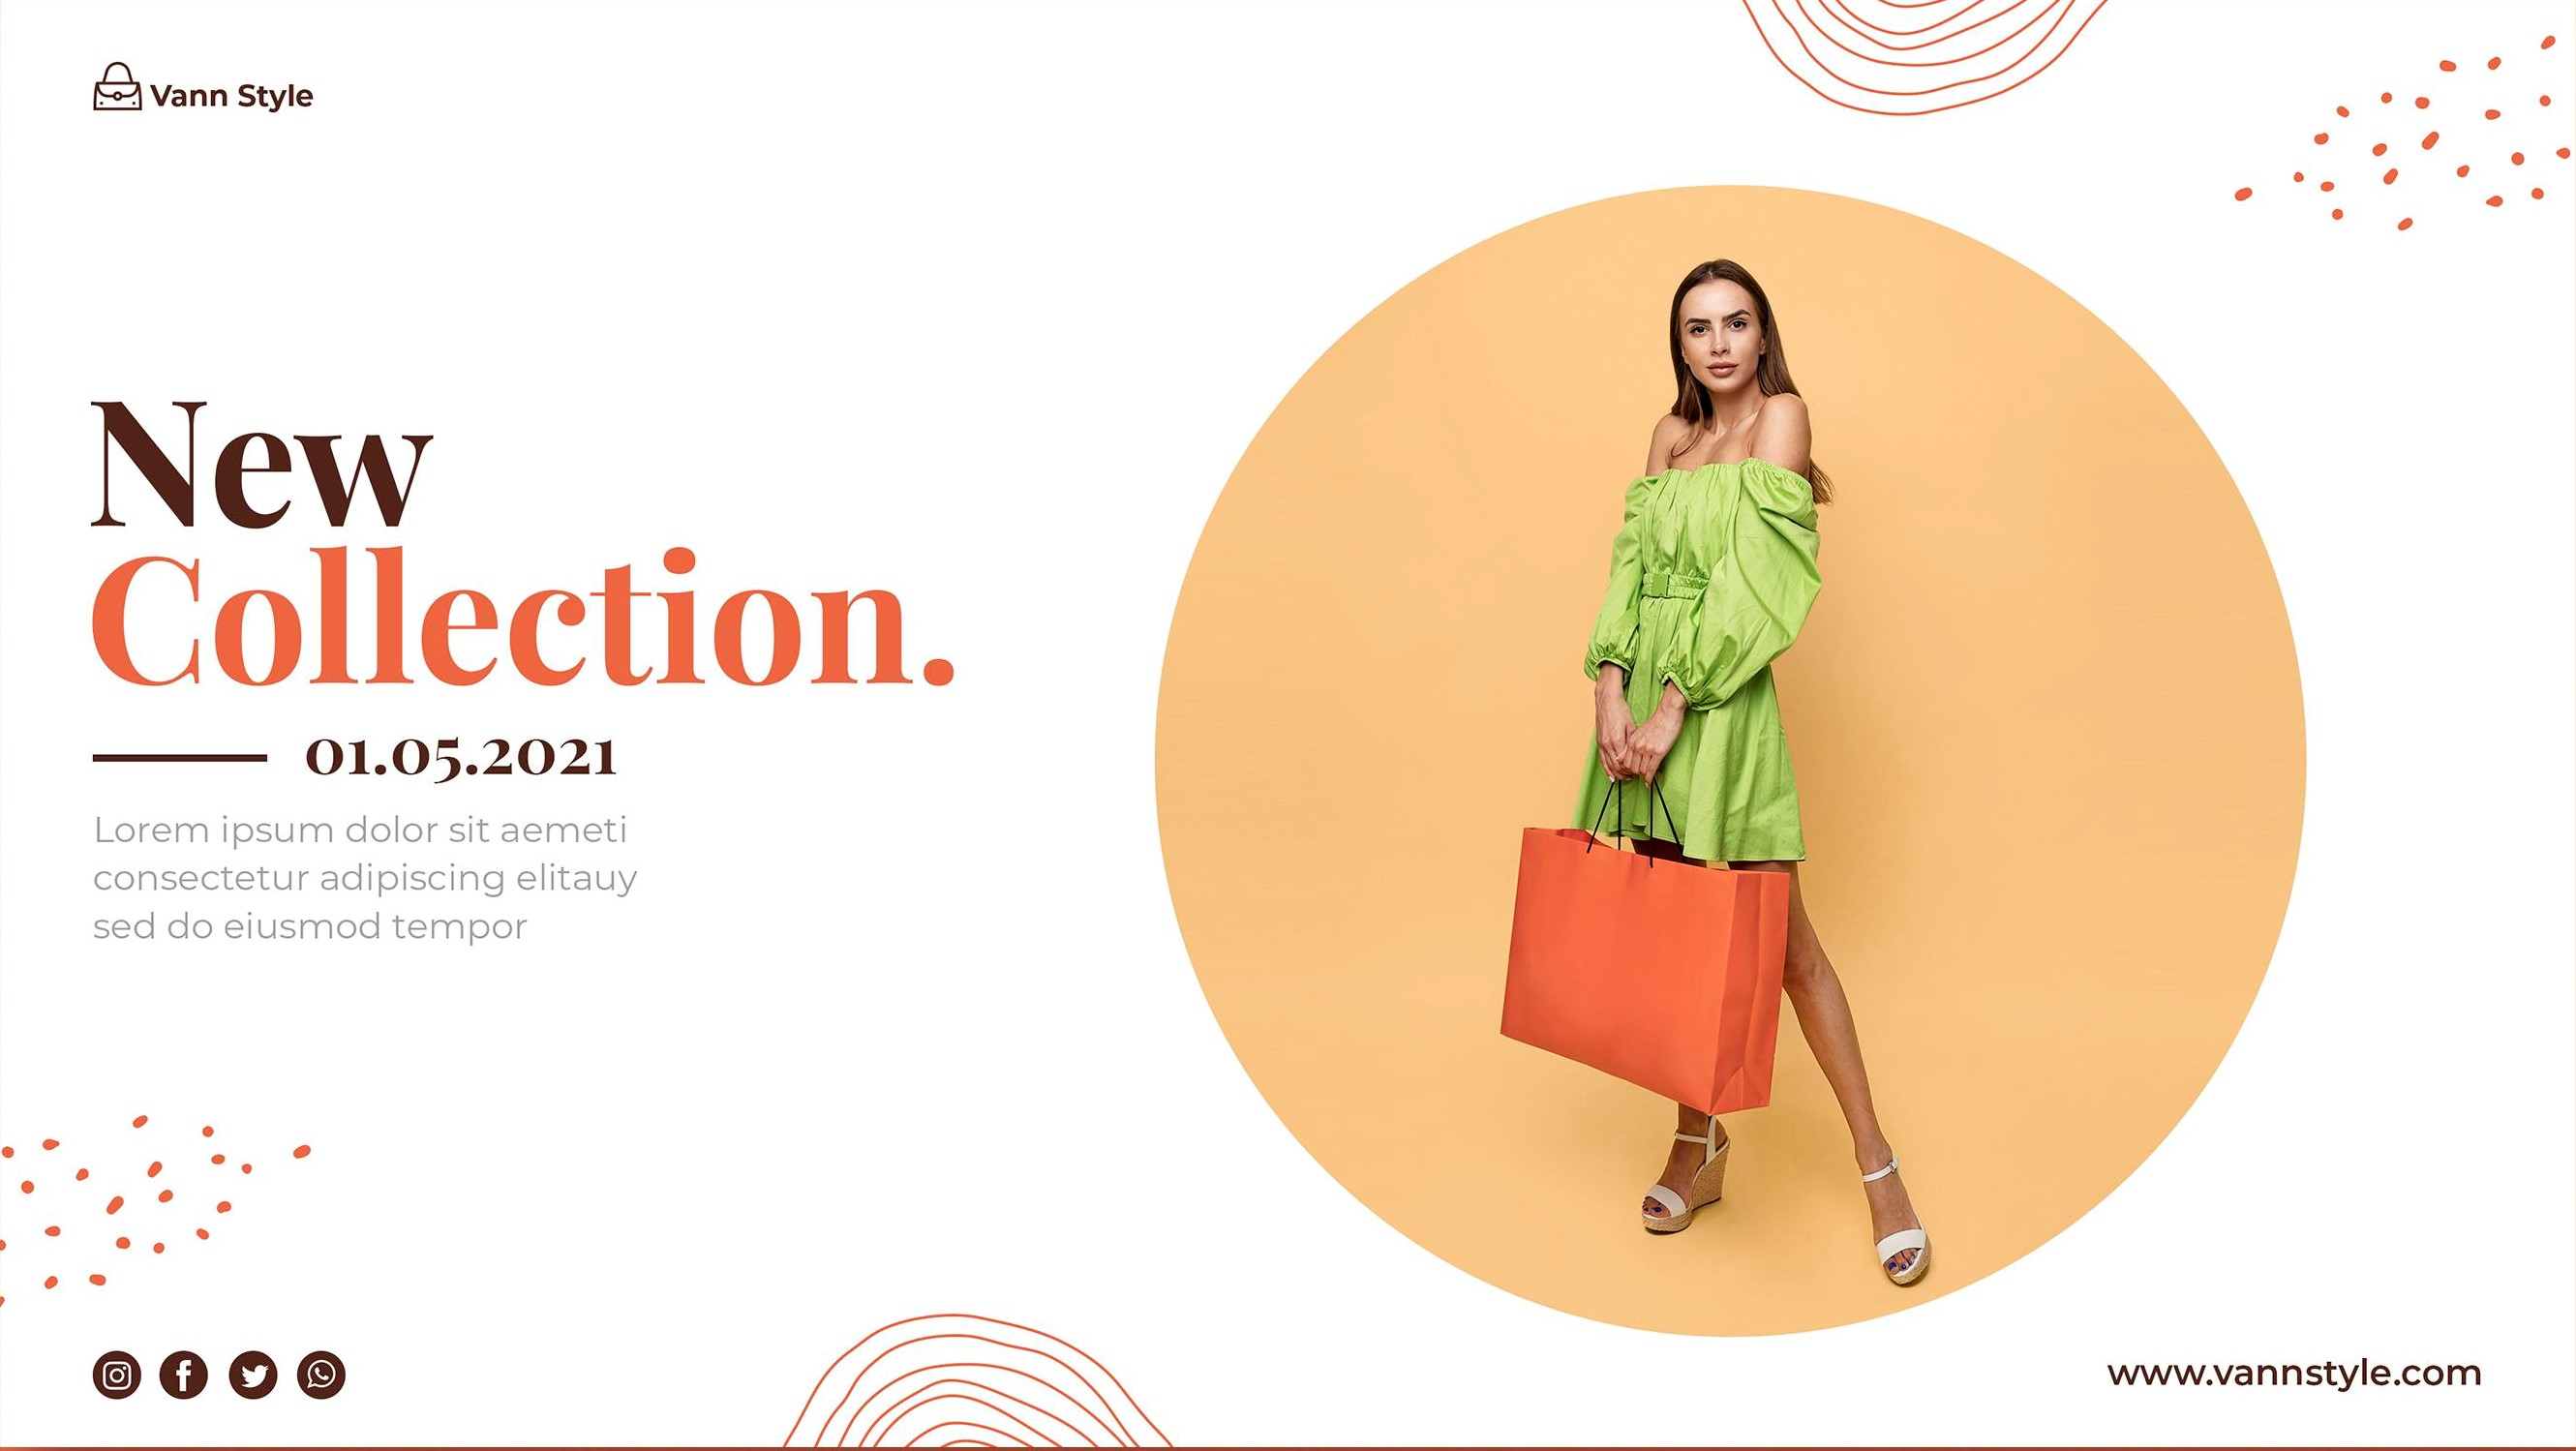 Vann Style
New
Collection.
01.05.2021
Lorem ipsum dolor sit aemeti
consectetur adipiscing elitauy
sed do eiusmod tempor
www.vannstyle.com